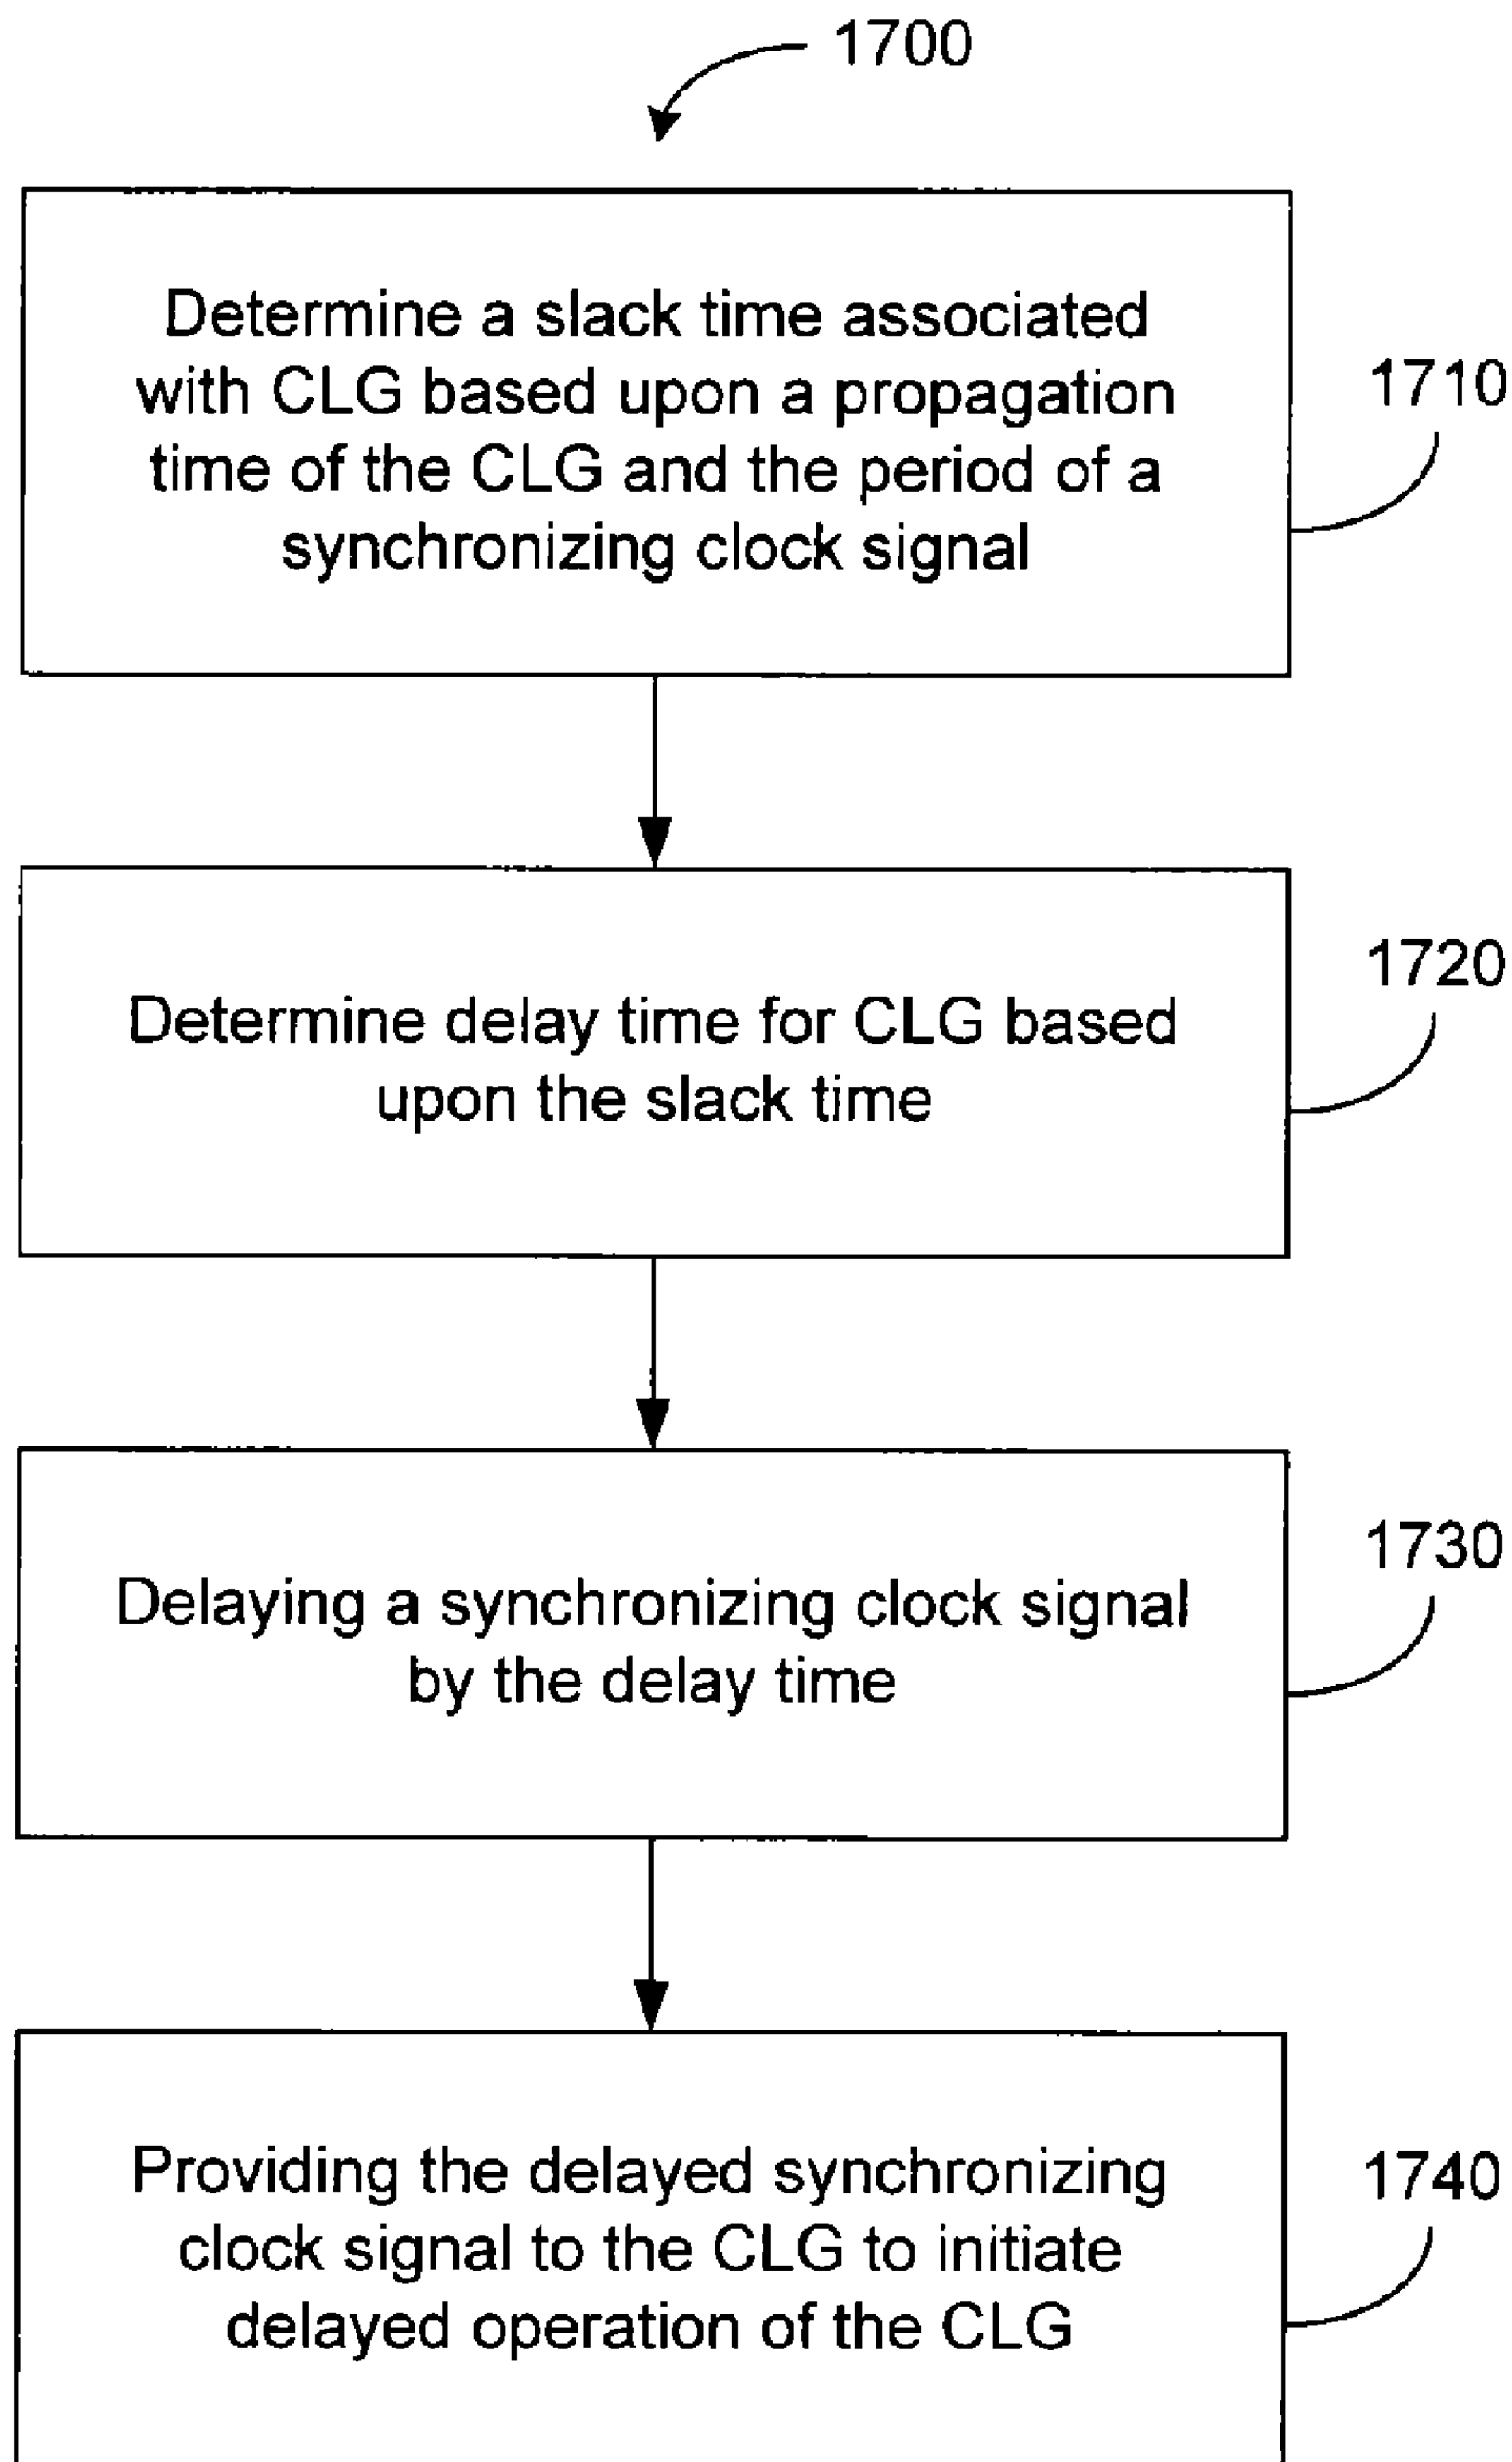 1700
Determine a slack time associated
with CLG based upon a propagation
time of the CLG and the period of a
synchronizing clock signal
1710
Determine delay time for CLG based
upon the slack time
1720
Delaying a synchronizing clock signal
by the delay time
1730
Providing the delayed synchronizing
clock signal to the CLG to initiate
delayed operation of the CLG
1740